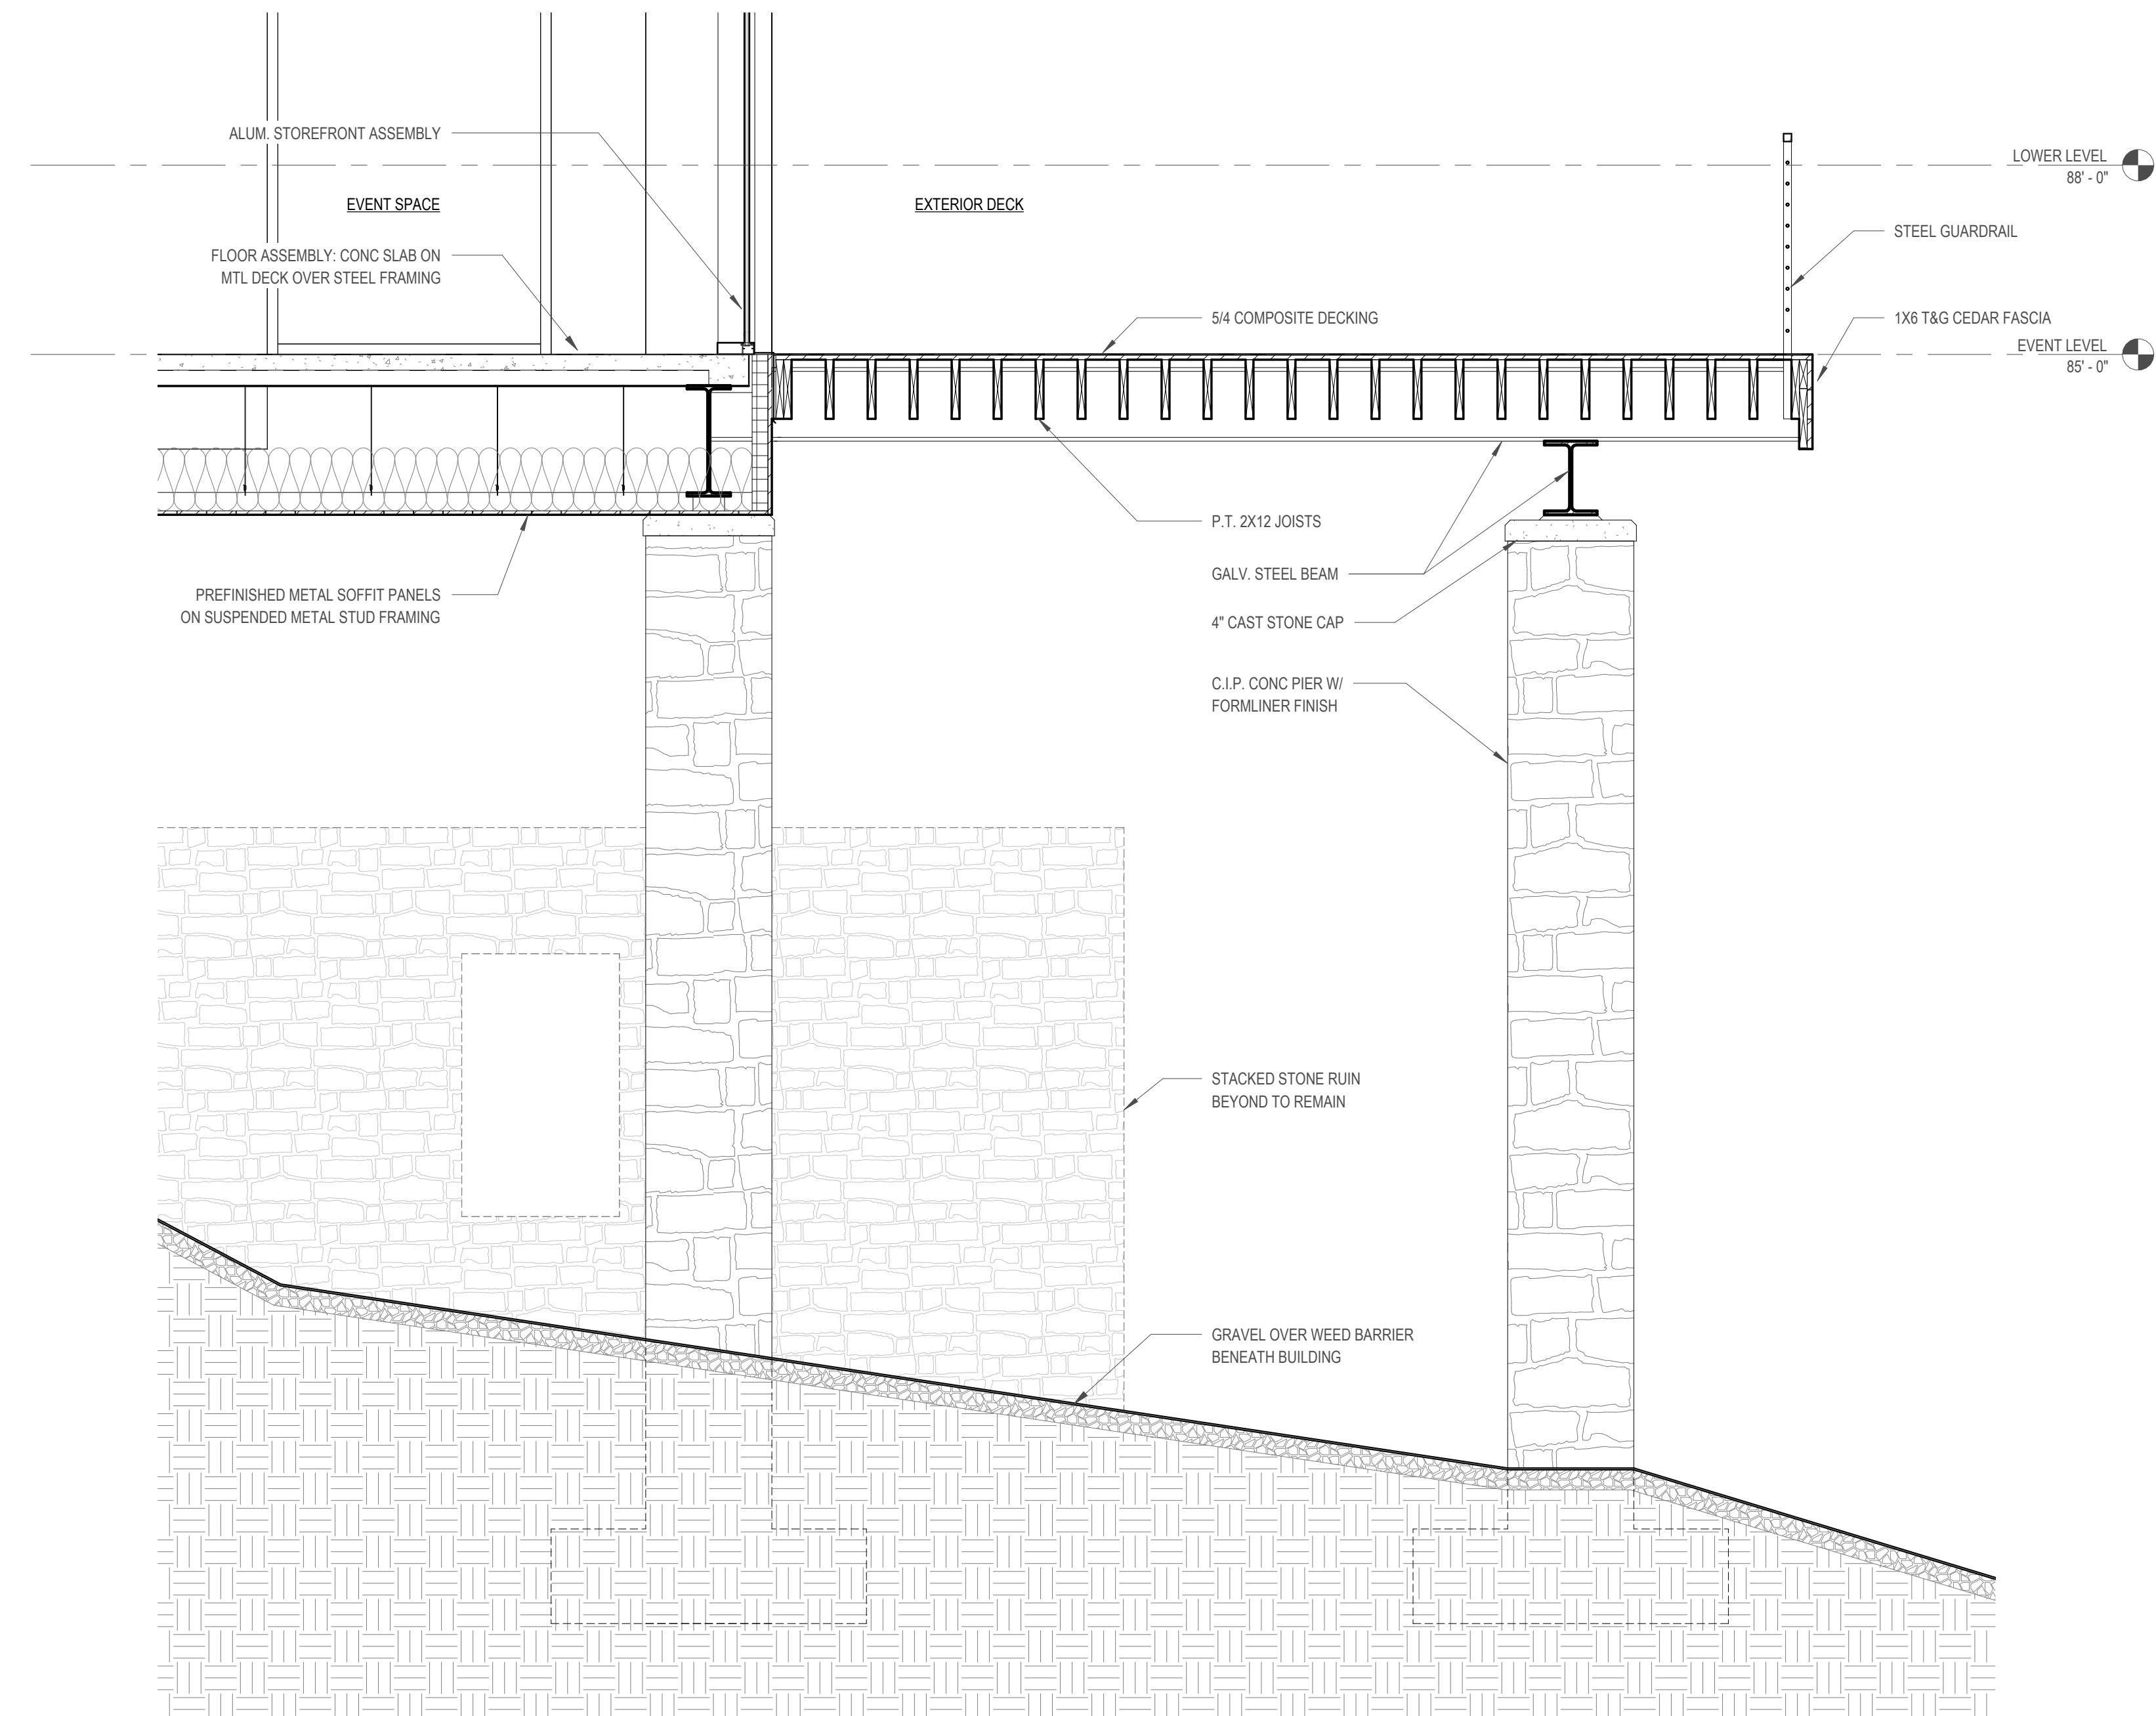 ALUM. STOREFRONT ASSEMBLY
LOWER LEVEL
88' - 0"
EVENT SPACE
EXTERIOR DECK
STEEL GUARDRAIL
FLOOR ASSEMBLY: CONC SLAB ON
MTL DECK OVER STEEL FRAMING
5/4 COMPOSITE DECKING
1X6 T&G CEDAR FASCIA
EVENT LEVEL
85' - 0"
P.T. 2X12 JOISTS
GALV. STEEL BEAM
PREFINISHED METAL SOFFIT PANELS
ON SUSPENDED METAL STUD FRAMING
4" CAST STONE CAP
C.I.P. CONC PIER W/
FORMLINER FINISH
STACKED STONE RUIN
BEYOND TO REMAIN
GRAVEL OVER WEED BARRIER
BENEATH BUILDING